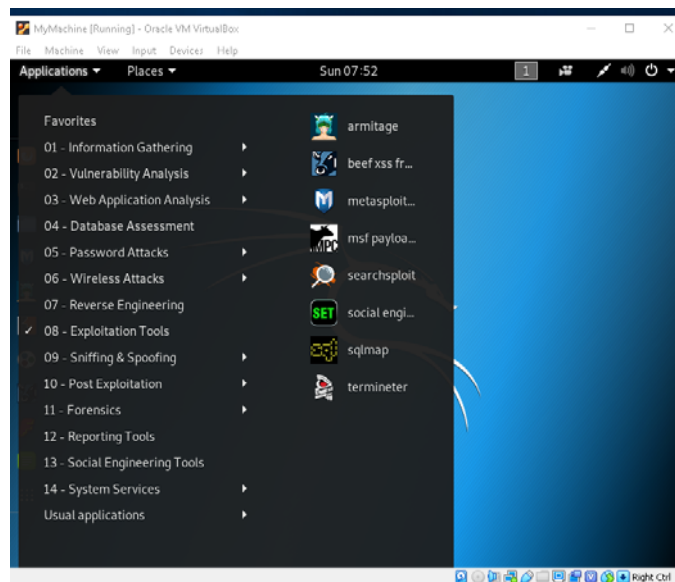 MyMachine [Running] - Oracle VM VirtualBox
File Machine View Input Devices Help
Applications Places Sun 07:52 1
Favorites
01 - Information Gathering
02 - Vulnerability Analysis
03 - Web Application Analysis
04 - Database Assessment
05 - Password Attacks
06 - Wireless Attacks
07 - Reverse Engineering
08 - Exploitation Tools
09 - Sniffing & Spoofing
10 - Post Exploitation
11 - Forensics
12 - Reporting Tools
13 - Social Engineering Tools
14 - System Services
Usual applications
armitage
beef xss fr...
metasploit...
M
MPC
msf payloa...
searchsploit
SET
social engi...
sql
sqlmap
termineter
Right Ctrl